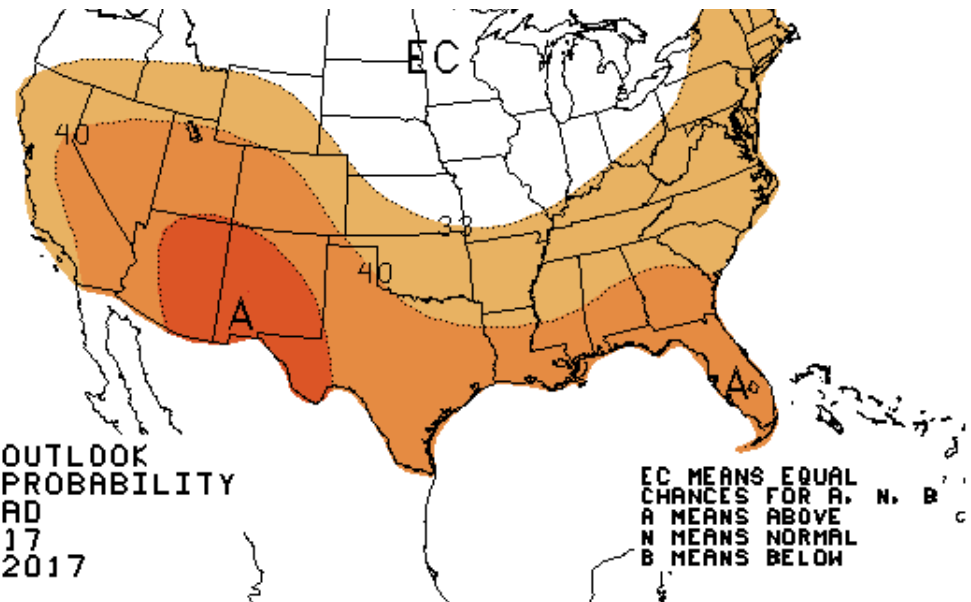 EC
40
33
40
A
A
OUTLOOK
PROBABILITY
AD
17
2017
EC MEANS EQUAL
CHANCES FOR A, N, B
A MEANS ABOVE
N MEANS NORMAL
B MEANS BELOW